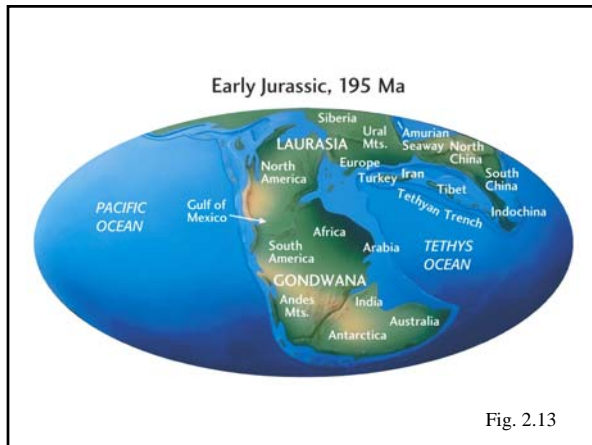 Early Jurassic, 195 Ma
Siberia
LAURASIA
Ural
Mts.
Amurian
Seaway
North
China
North
America
Europe
Turkey
Iran
Tibet
South
China
Tethyan Trench
Indochina
PACIFIC
OCEAN
Gulf of
Mexico
Africa
South
America
Arabia
TETHYS
OCEAN
GONDWANA
Andes
Mts.
India
Australia
Antarctica
Fig. 2.13